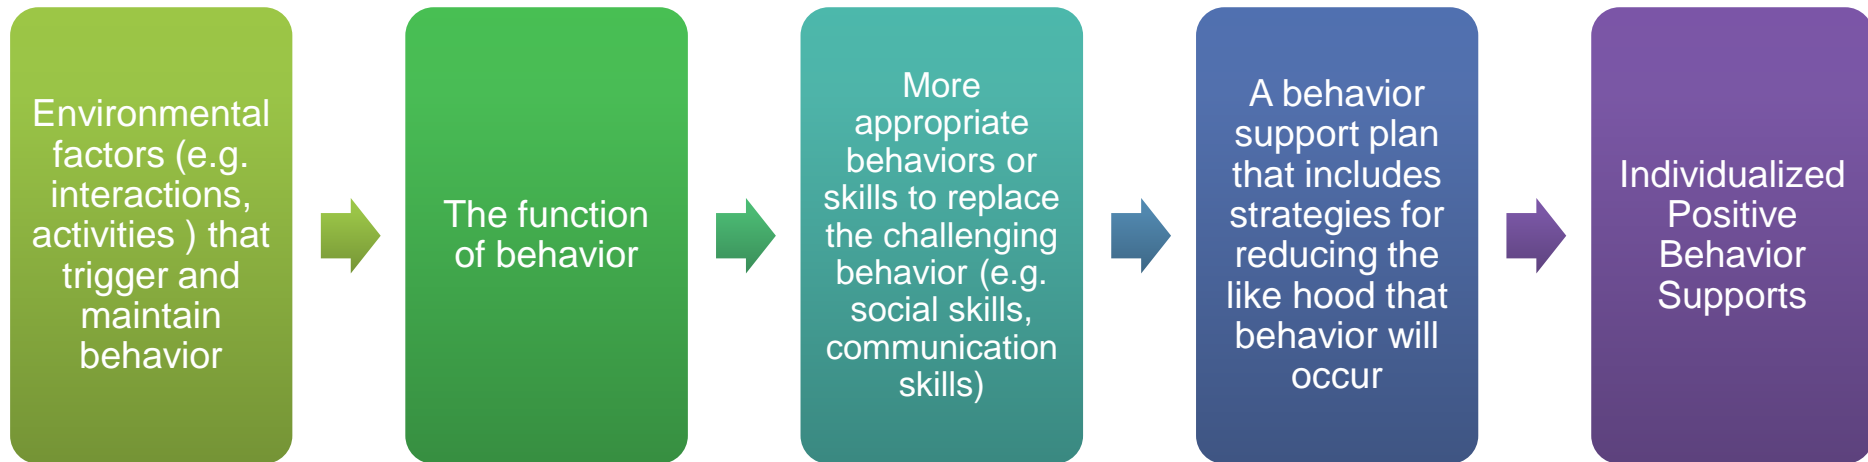 Environmental
factors (e.g.
interactions,
activities ) that
trigger and
maintain
behavior
The function
of behavior
More
appropriate
behaviors or
skills to replace
the challenging
behavior (e.g.
social skills,
communication
skills)
A behavior
support plan
that includes
strategies for
reducing the
like hood that
behavior will
occur
Individualized
Positive
Behavior
Supports